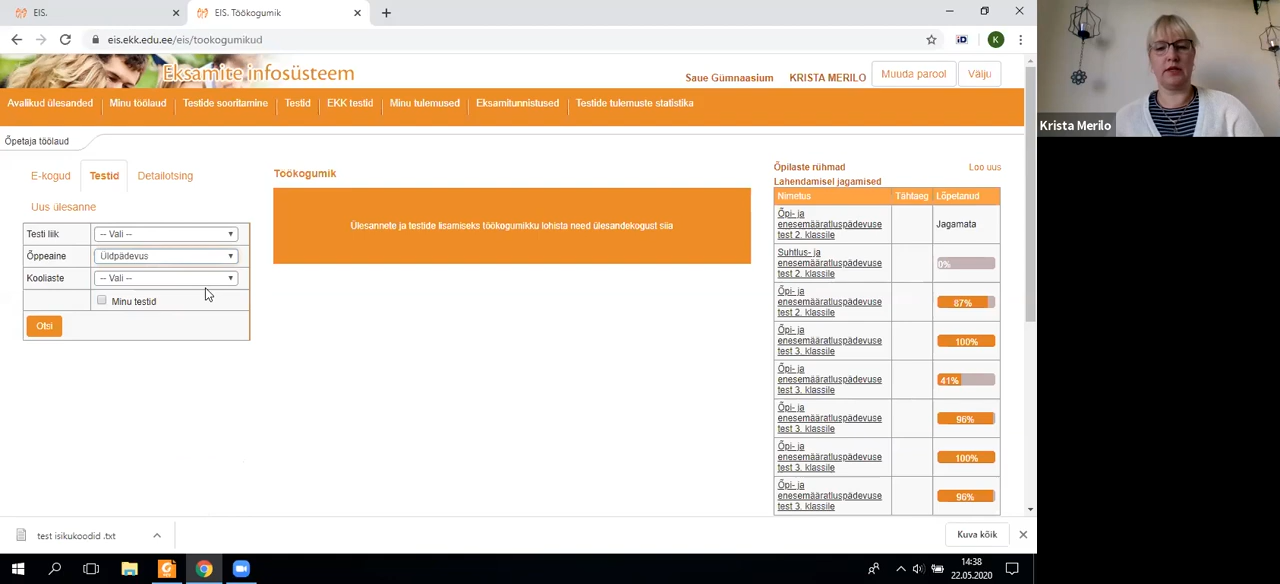 EIS.
EIS. Töökogumik
eis.ekk.edu.ee/eis/tookogumikud
iD
K
Eksamite infosüsteem
Saue Gümnaasium
KRISTA MERILO
Muuda parool
Välju
Avalikud ülesanded
Minu töölaud
Testide sooritamine
Testid
EKK testid
Minu tulemused
Eksamitunnistused
Testide tulemuste statistika
Õpetaja töölaud
E-kogud
Testid
Detailotsing
Uus ülesanne
Testi liik
-- Vali --
Õppeaine
Üldpädevus
Kooliaste
-- Vali --
Minu testid
Otsi
Töökogumik
Ülesannete ja testide lisamiseks töökogumikku lohista need ülesandekogust siia
Õpilaste rühmad
Loo uus
Lahendamisel jagamised
Nimetus
Tähtaeg
Lõpetanud
Õpi- ja
enesemääratluspädevuse
test 2. klassile
Jagamata
Suhtlus- ja
enesemääratluspädevuse
test 2. klassile
0%
Õpi- ja
enesemääratluspädevuse
test 2. klassile
87%
Õpi- ja
enesemääratluspädevuse
test 3. klassile
100%
Õpi- ja
enesemääratluspädevuse
test 3. klassile
41%
Õpi- ja
enesemääratluspädevuse
test 3. klassile
96%
Õpi- ja
enesemääratluspädevuse
test 3. klassile
100%
Õpi- ja
enesemääratluspädevuse
test 3. klassile
96%
test isikukoodid .txt
Kuva kõik
14:38
22.05.2020
Krista Merilo